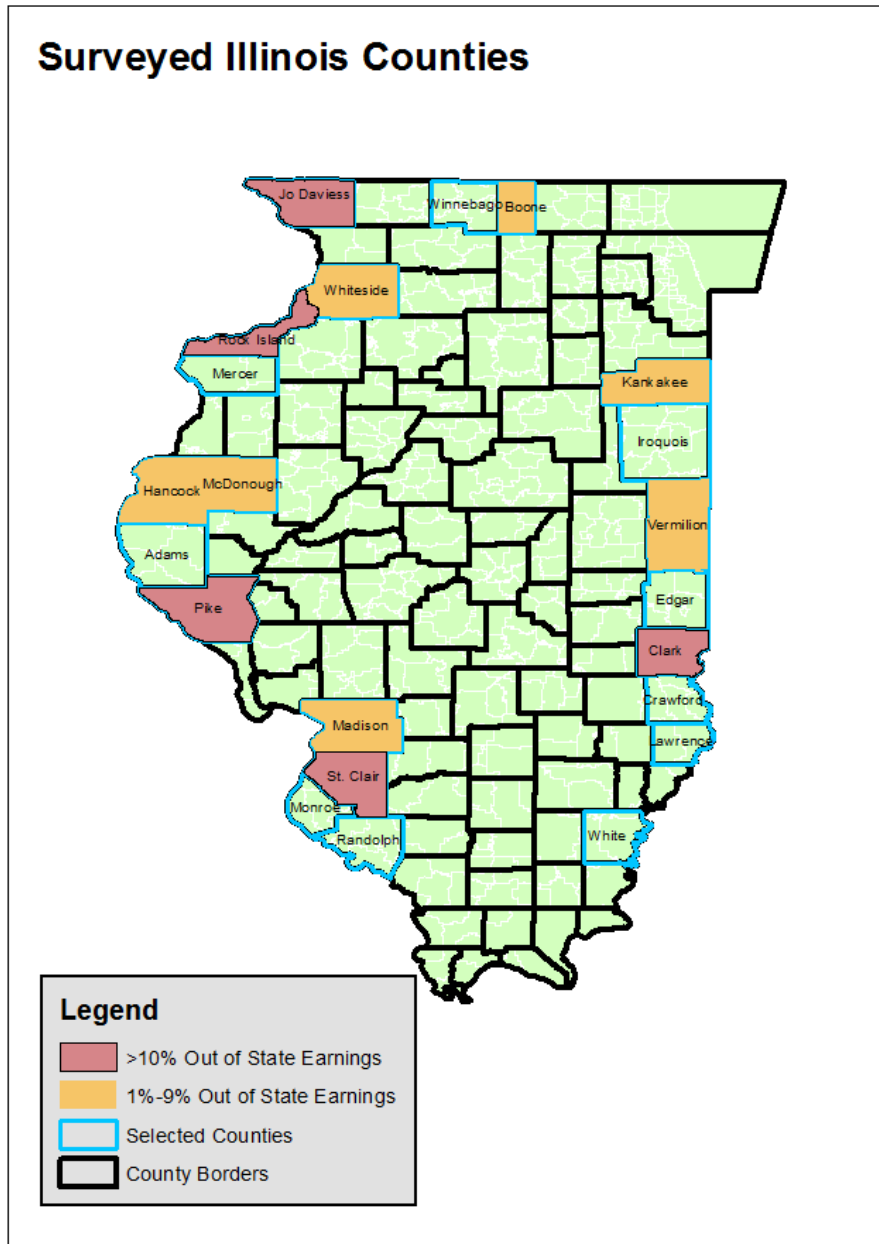 Surveyed Illinois Counties
Jo Daviess
Winnebago
Boone
Whiteside
Rock Island
Mercer
Kankakee
Iroquois
McDonough
Hancock
Vermilion
Adams
Edgar
Pike
Clark
Crawford
Madison
Lawrence
St. Clair
Monroe
Randolph
White
Legend
>10% Out of State Earnings
1%-9% Out of State Earnings
Selected Counties
County Borders